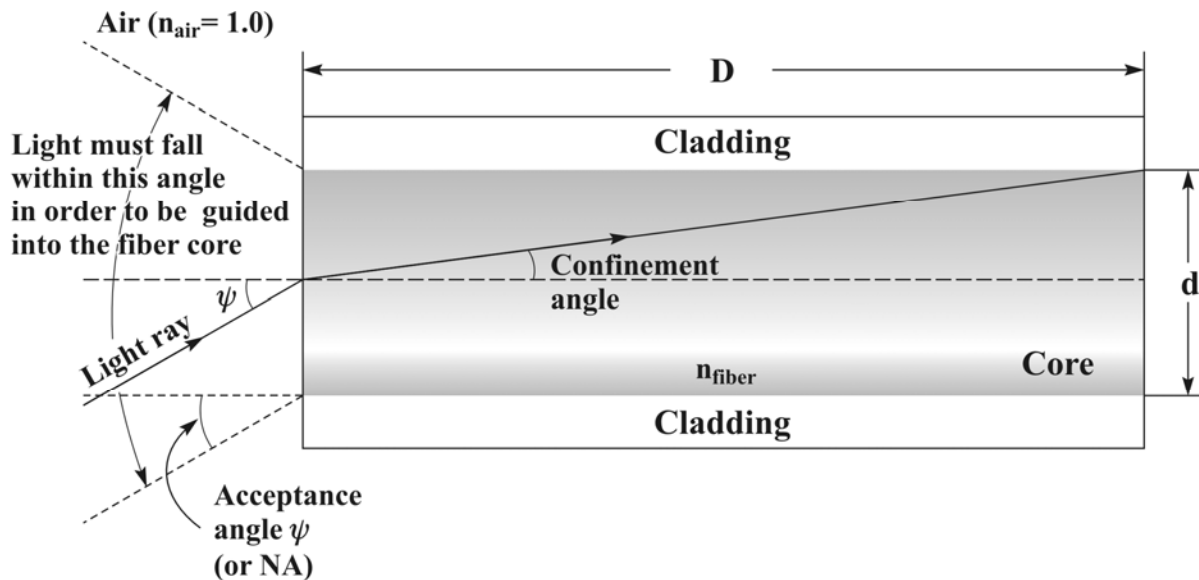 Air (n_air = 1.0)
D
Light must fall
within this angle
in order to be guided
into the fiber core
Cladding
Confinement
angle
ψ
d
Light ray
n_fiber
Core
Cladding
Acceptance
angle ψ
(or NA)